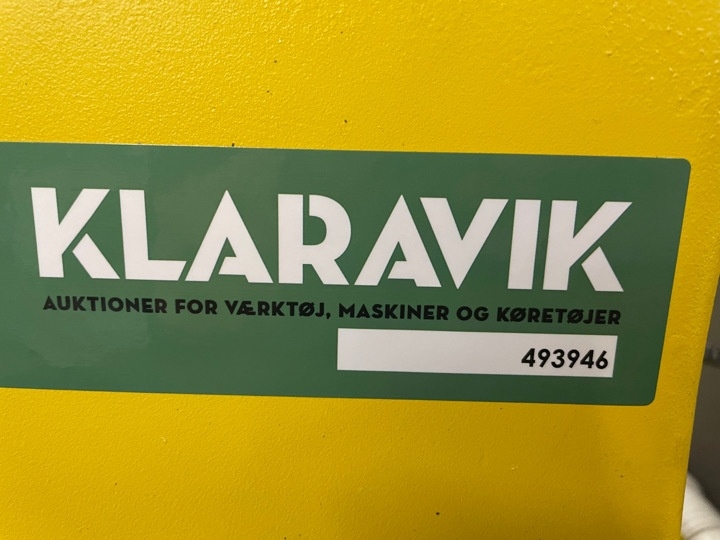 KLARAVIK
AUKTIONER FOR VÆRKTØJ, MASKINER OG KØRETØJER
493946